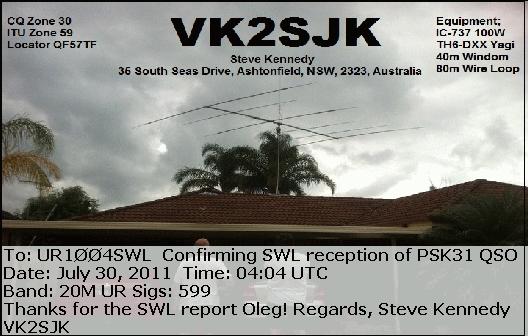 CQ Zone 30
ITU Zone 59
Locator QF57TF
VK2SJK
Steve Kennedy
35 South Seas Drive, Ashtonfield, NSW, 2323, Australia
Equipment;
IC-737 100W
TH6-DXX Yagi
40m Windom
80m Wire Loop
To: UR1ØØ4SWL Confirming SWL reception of PSK31 QSO
Date: July 30, 2011 Time: 04:04 UTC
Band: 20M UR Sigs: 599
Thanks for the SWL report Oleg! Regards, Steve Kennedy
VK2SJK